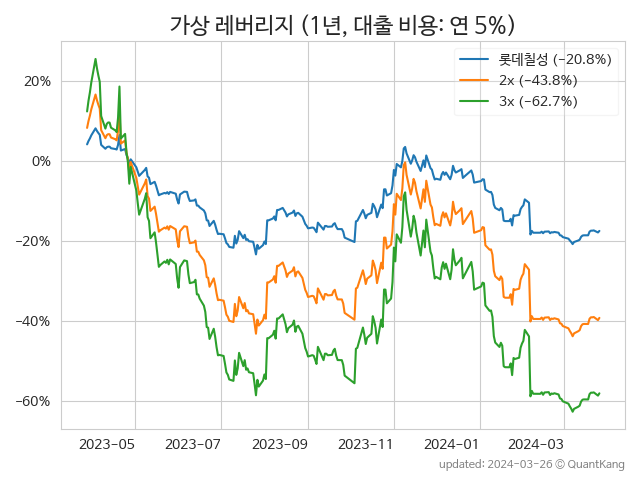 가상 레버리지 (1년, 대출 비용: 연 5%)
롯데칠성 (−20.8%)
2x (−43.8%)
3x (−62.7%)
20%
0%
−20%
−40%
−60%
2023-05
2023-07
2023-09
2023-11
2024-01
2024-03
updated: 2024-03-26 © QuantKang